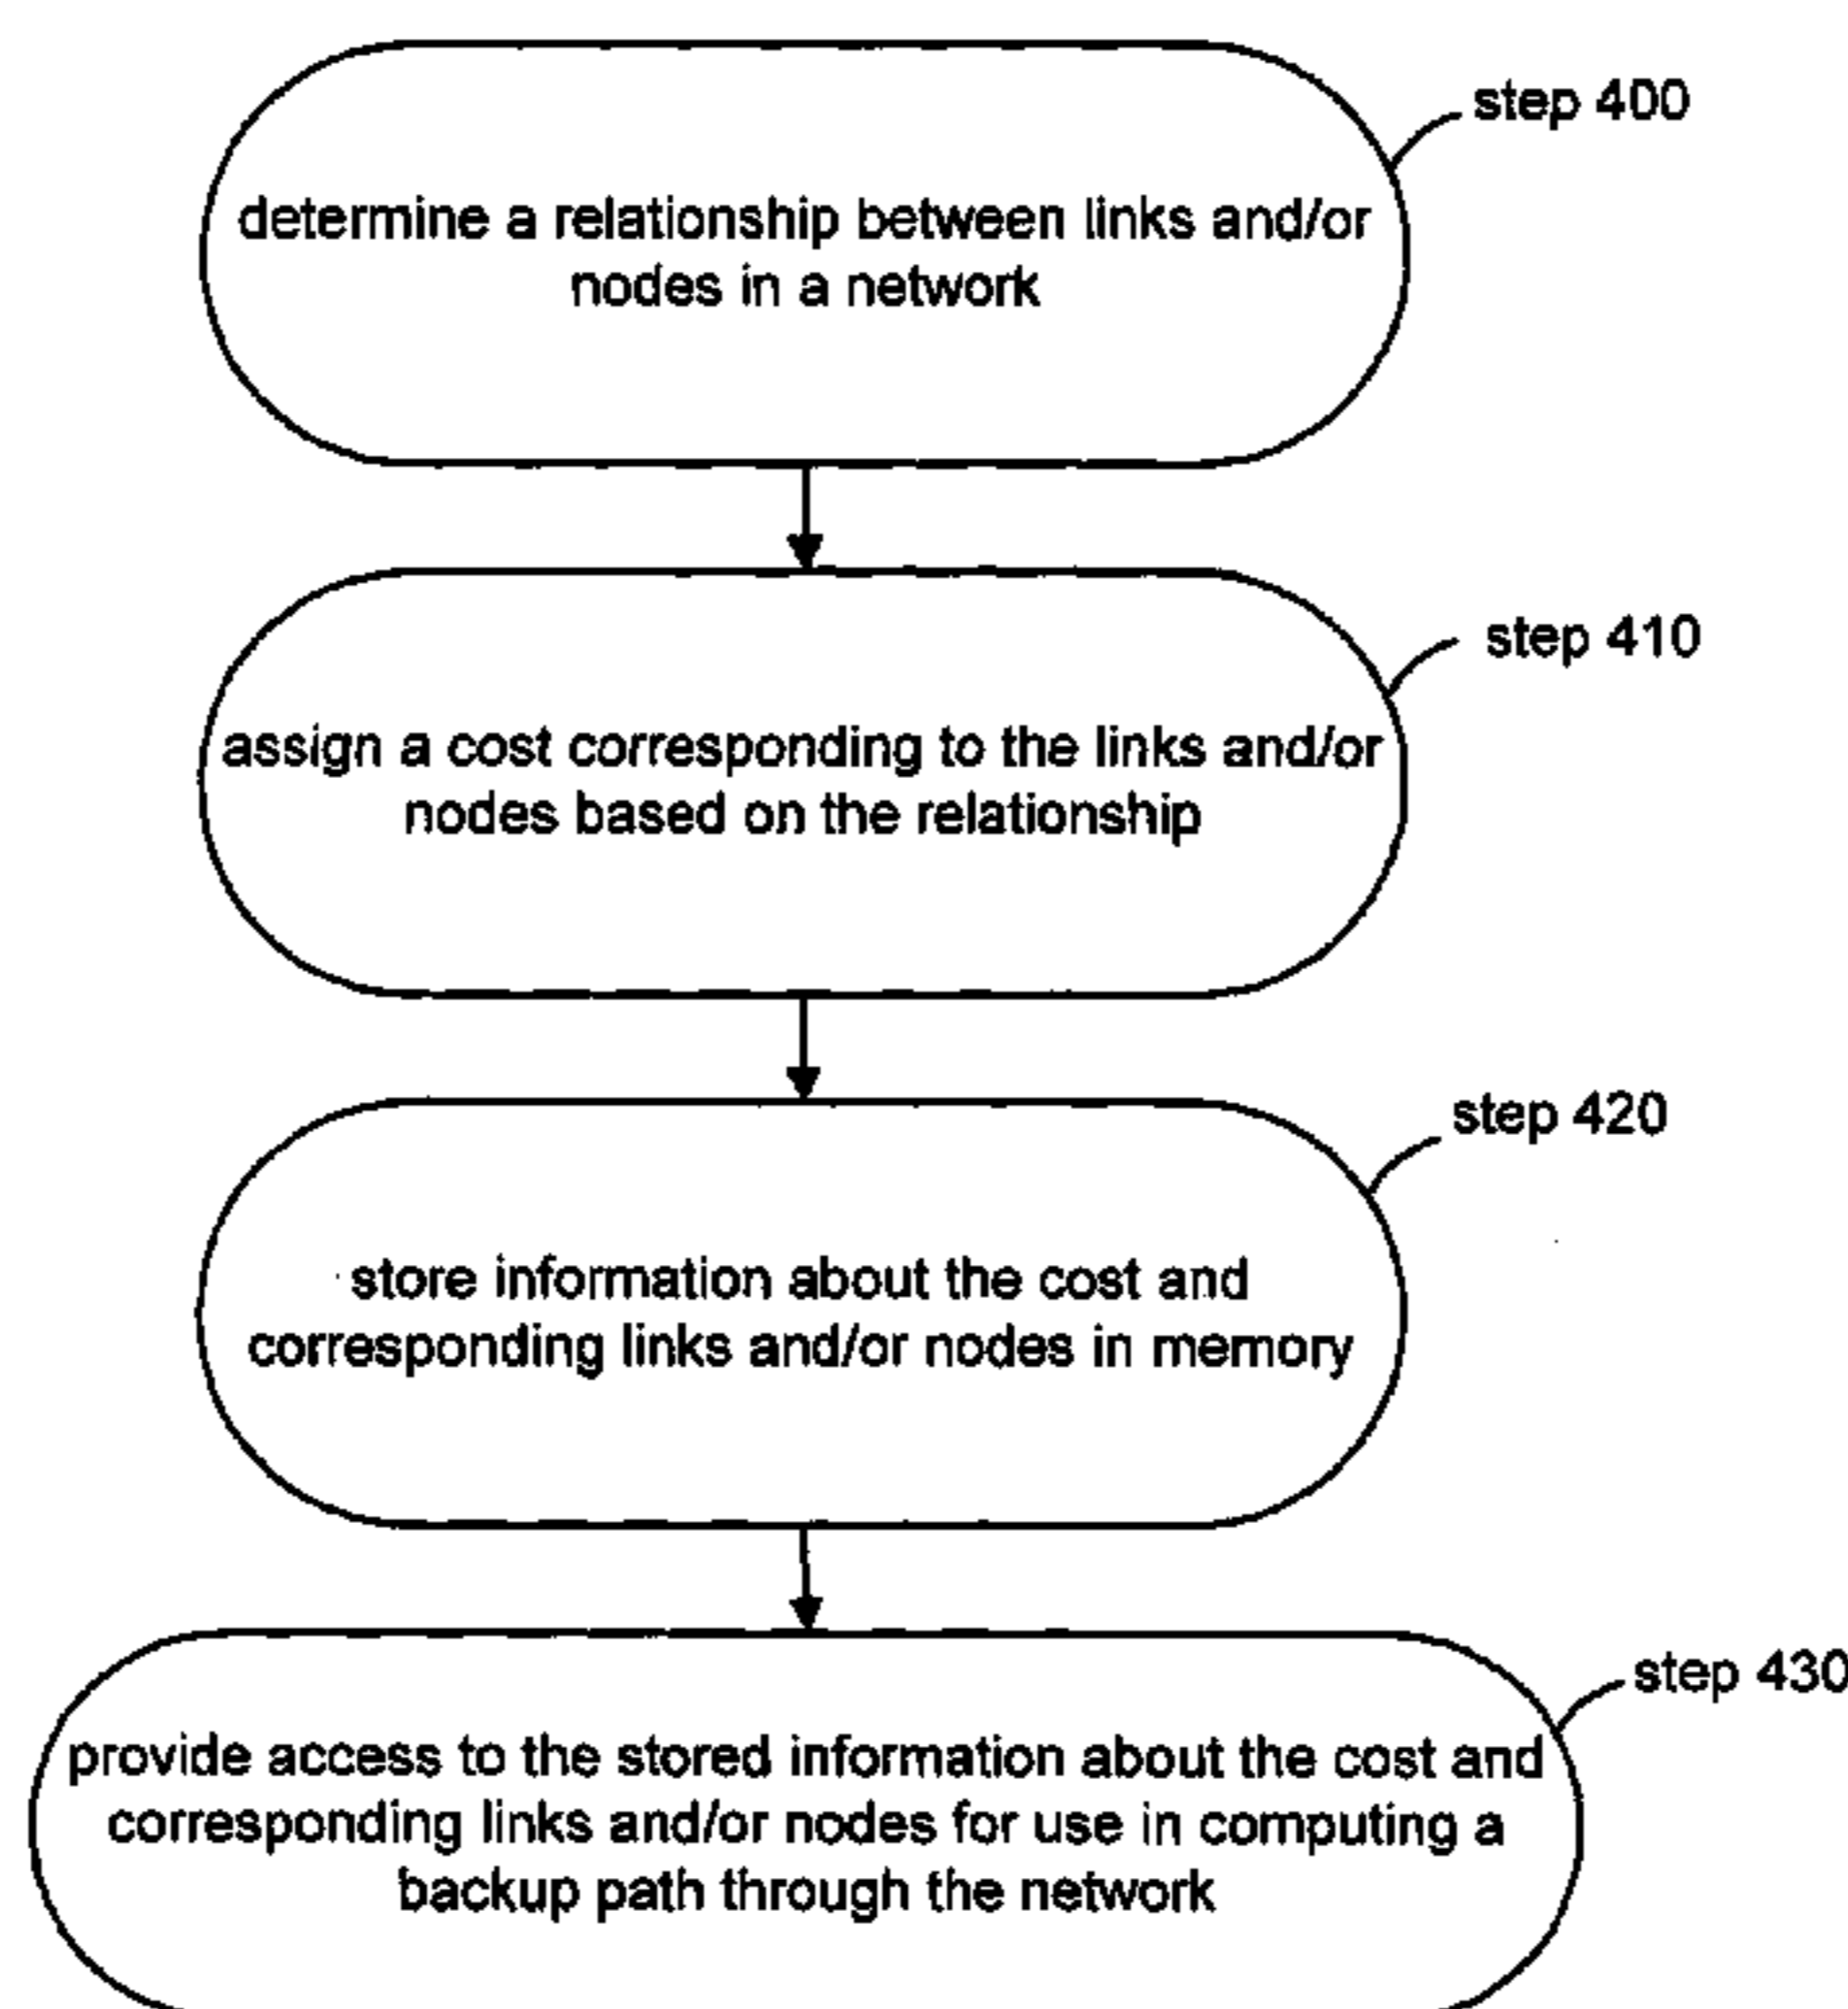 step 400
determine a relationship between links and/or
nodes in a network
step 410
assign a cost corresponding to the links and/or
nodes based on the relationship
step 420
store information about the cost and
corresponding links and/or nodes in memory
step 430
provide access to the stored information about the cost and
corresponding links and/or nodes for use in computing a
backup path through the network